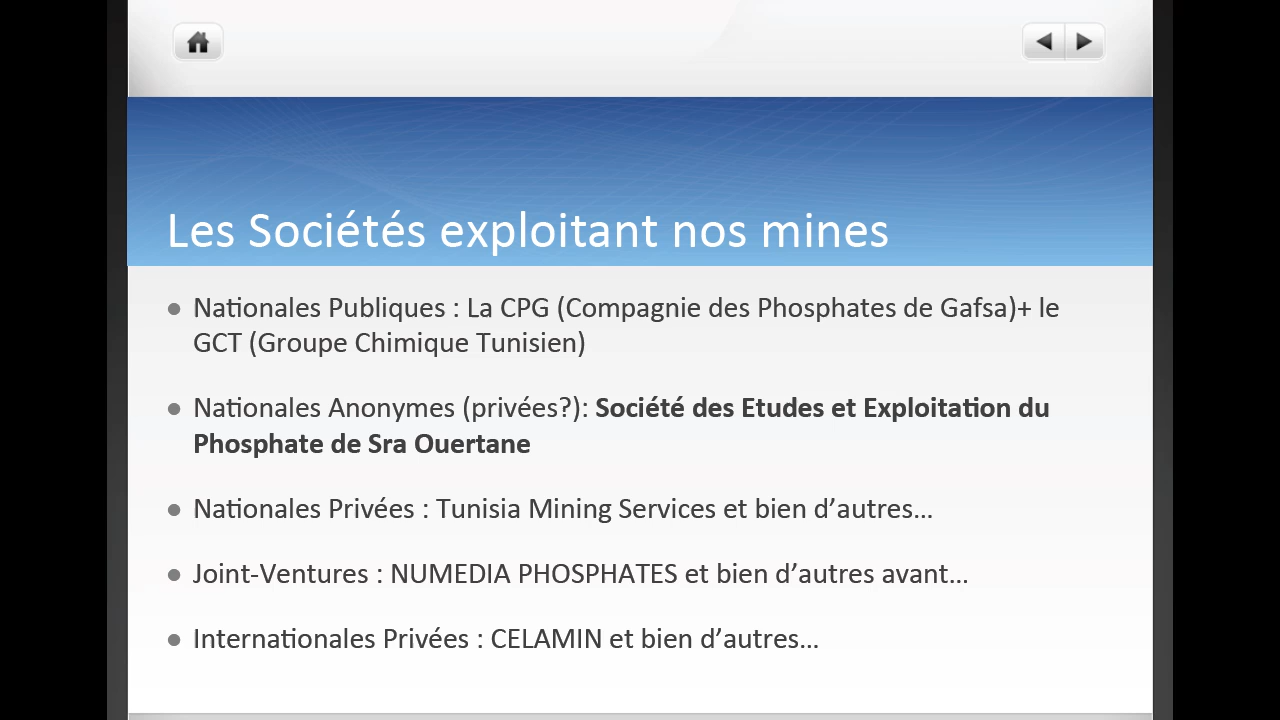 Les Sociétés exploitant nos mines
Nationales Publiques : La CPG (Compagnie des Phosphates de Gafsa)+ le
GCT (Groupe Chimique Tunisien)
Nationales Anonymes (privées?): Société des Etudes et Exploitation du
Phosphate de Sra Ouertane
Nationales Privées : Tunisia Mining Services et bien d’autres…
Joint-Ventures : NUMEDIA PHOSPHATES et bien d’autres avant…
Internationales Privées : CELAMIN et bien d’autres…